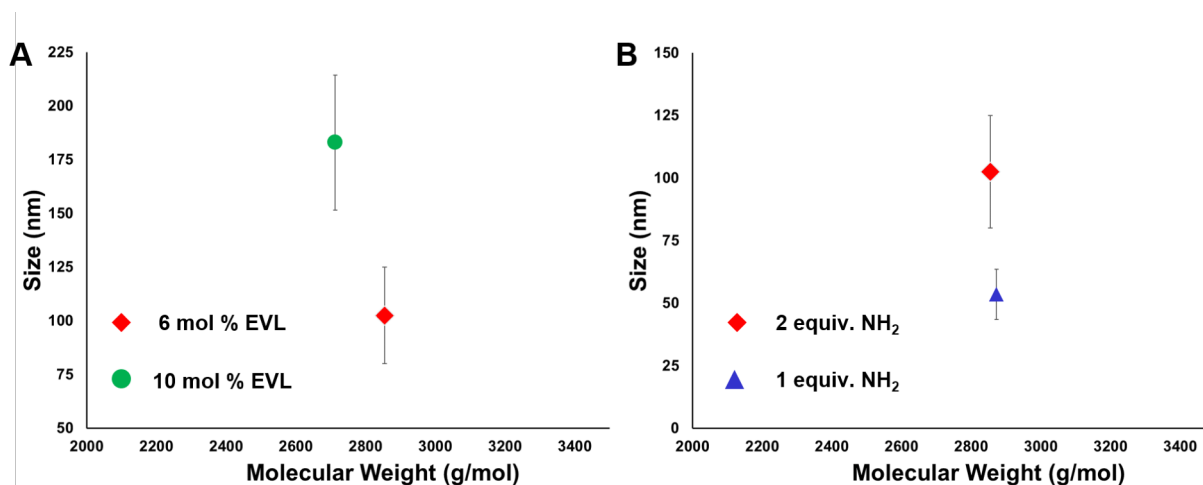 A
225
200
175
150
125
100
75
50
Size (nm)
6 mol % EVL
10 mol % EVL
2000 2200 2400 2600 2800 3000 3200 3400
Molecular Weight (g/mol)
B
150
125
100
75
50
25
0
Size (nm)
2 equiv. NH₂
1 equiv. NH₂
2000 2200 2400 2600 2800 3000 3200 3400
Molecular Weight (g/mol)